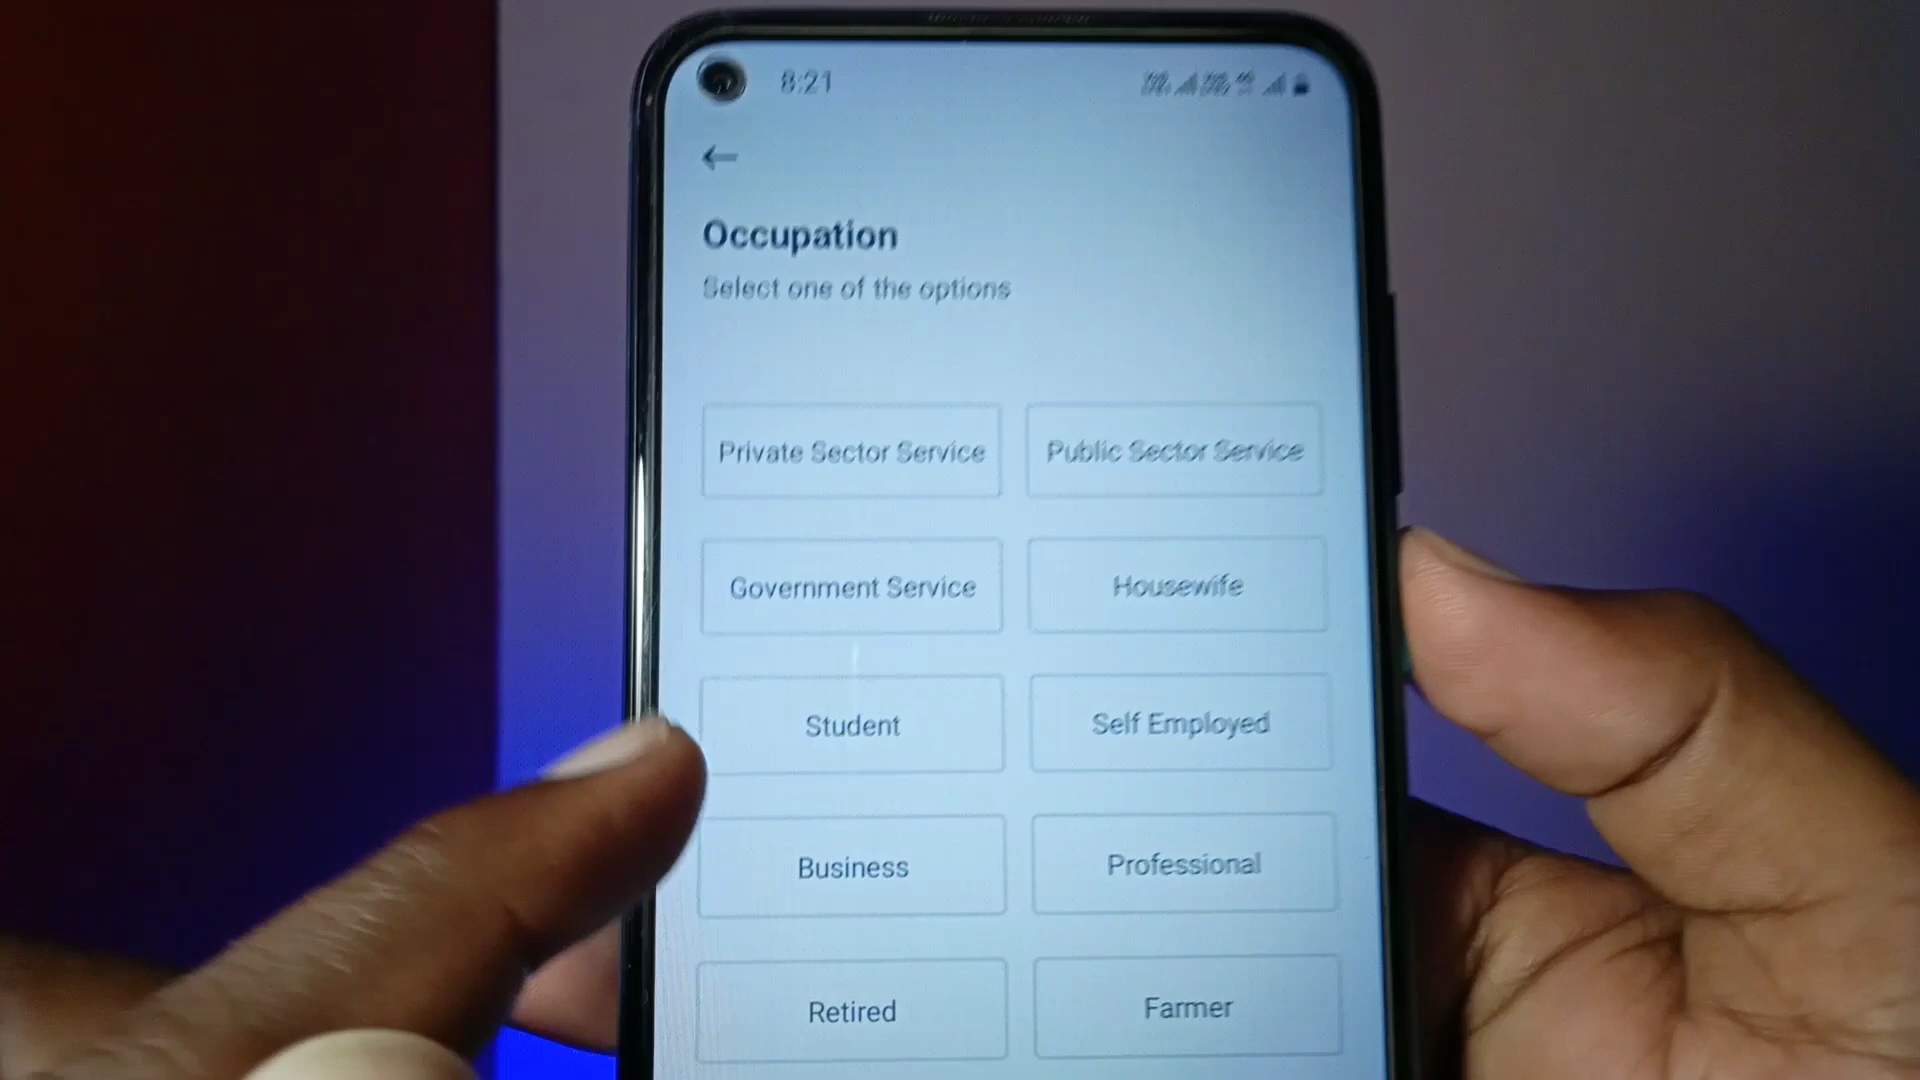 8:21
Occupation
Select one of the options
Private Sector Service
Public Sector Service
Government Service
Housewife
Student
Self Employed
Business
Professional
Retired
Farmer